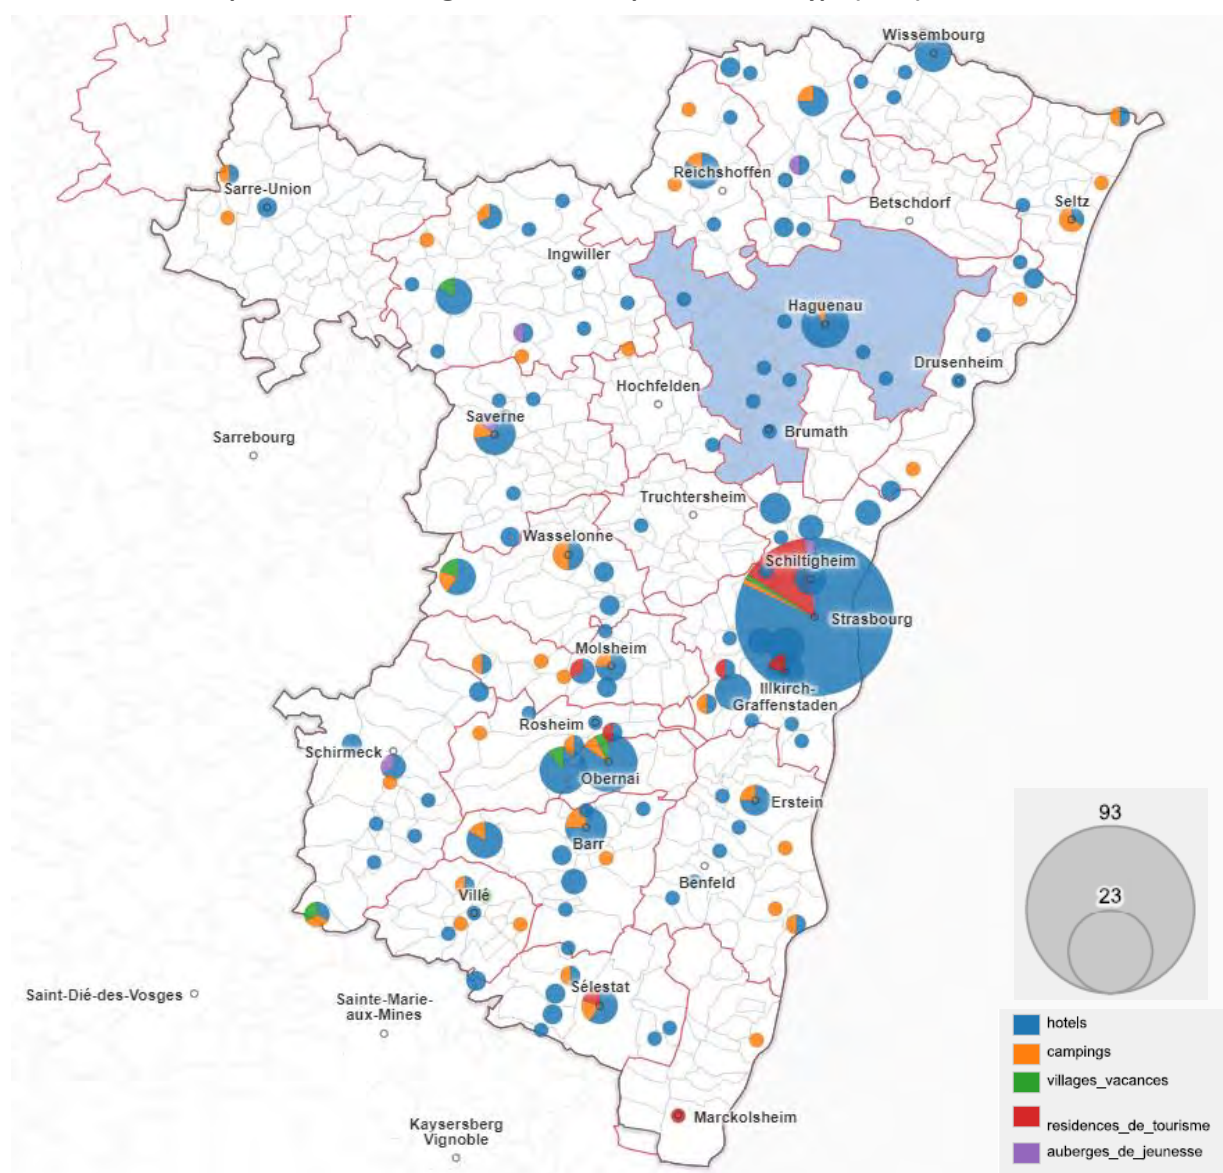 Wissembourg
Reichshoffen
Sarre-Union
Betschdorf
Seltz
Ingwiller
Haguenau
Drusenheim
Hochfelden
Saverne
Brumath
Sarrebourg
Truchtersheim
Wasselonne
Schiltigheim
Strasbourg
Molsheim
Illkirch-
Graffenstaden
Rosheim
Schirmeck
Obernai
Erstein
Barr
Benfeld
Villé
Saint-Dié-des-Vosges
Sainte-Marie-
aux-Mines
Sélestat
Marckolsheim
Kaysersberg
Vignoble
93
23
hotels
campings
villages_vacances
residences_de_tourisme
auberges_de_jeunesse